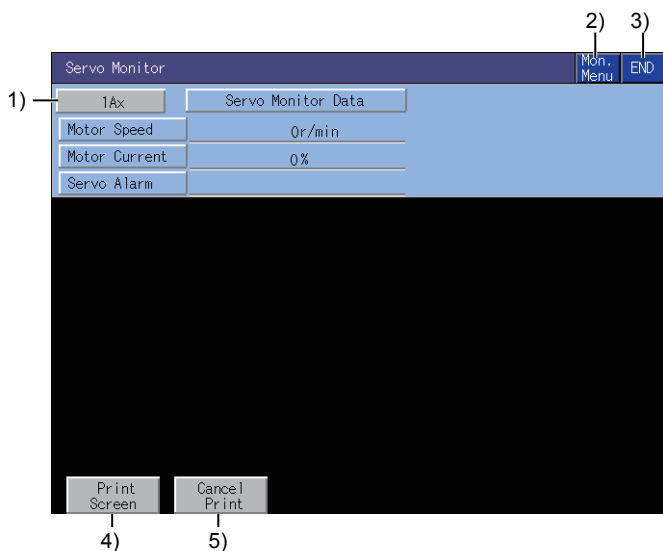 2) 3)
Servo Monitor Mon. Menu END
1) 1Ax Servo Monitor Data
Motor Speed 0r/min
Motor Current 0%
Servo Alarm
Print Screen Cancel Print
4) 5)